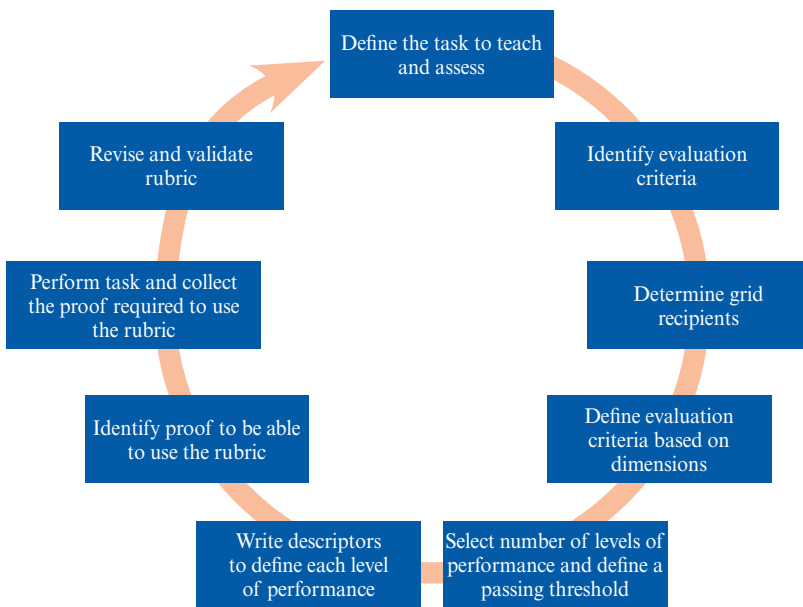 Define the task to teach
and assess
Identify evaluation
criteria
Determine grid
recipients
Define evaluation
criteria based on
dimensions
Select number of levels of
performance and define a
passing threshold
Write descriptors
to define each level
of performance
Identify proof to be able
to use the rubric
Perform task and collect
the proof required to use
the rubric
Revise and validate
rubric